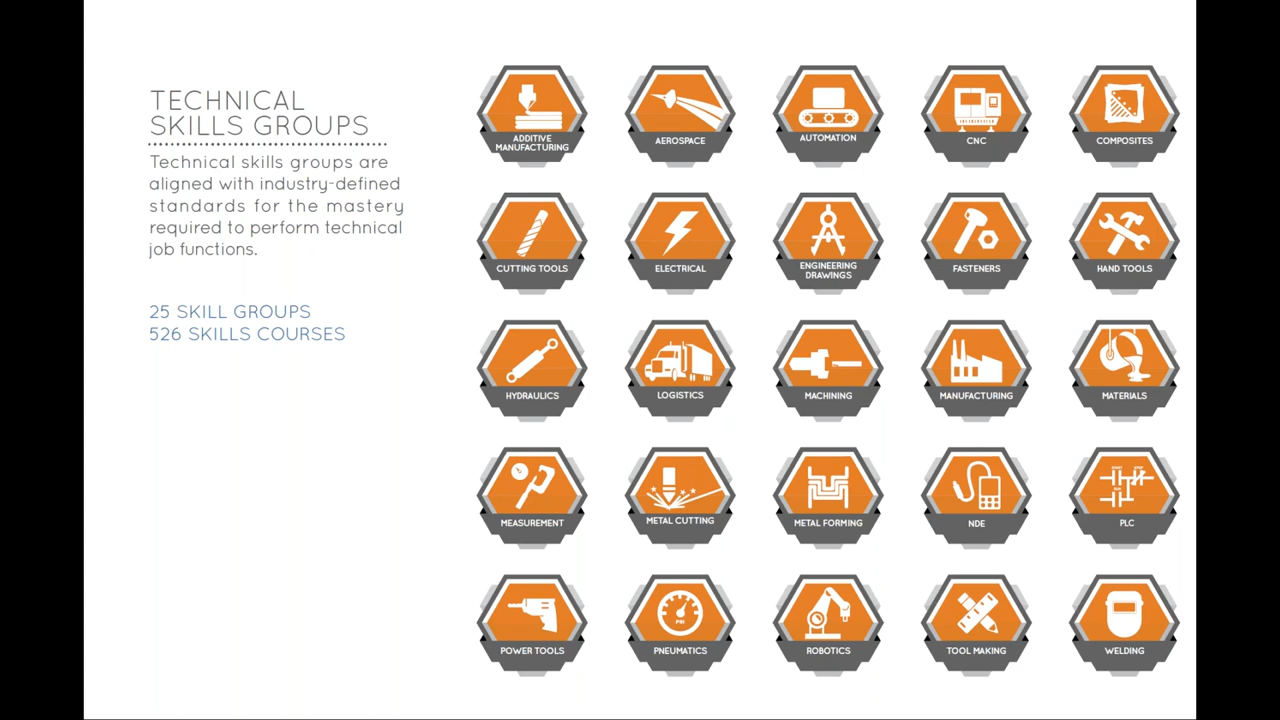 TECHNICAL
SKILLS GROUPS
Technical skills groups are
aligned with industry-defined
standards for the mastery
required to perform technical
job functions.
25 SKILL GROUPS
526 SKILLS COURSES
ADDITIVE
MANUFACTURING
AEROSPACE
AUTOMATION
CNC
COMPOSITES
CUTTING TOOLS
ELECTRICAL
ENGINEERING
DRAWINGS
FASTENERS
HAND TOOLS
HYDRAULICS
LOGISTICS
MACHINING
MANUFACTURING
MATERIALS
MEASUREMENT
METAL CUTTING
METAL FORMING
NDE
PLC
POWER TOOLS
PSI
PNEUMATICS
ROBOTICS
TOOL MAKING
WELDING